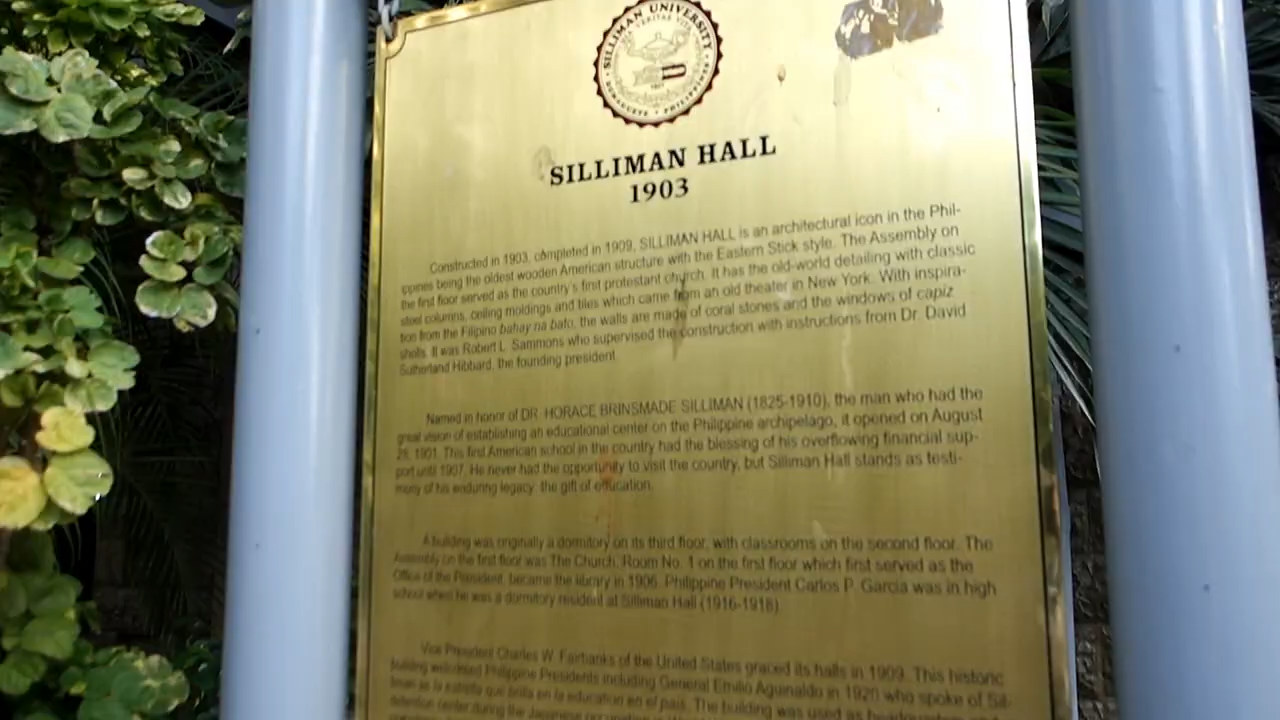 SILLIMAN UNIVERSITY
VERITAS
DUMAGUETE • PHILIPPINES
SILLIMAN HALL
1903
Constructed in 1903, completed in 1909, SILLIMAN HALL is an architectural icon in the Phil-
ippines being the oldest wooden American structure with the Eastern Stick style. The Assembly on
the first floor served as the country's first protestant church. It has the old-world detailing with classic
steel columns, ceiling moldings and tiles which came from an old theater in New York. With inspira-
tion from the Filipino bahay na bato, the walls are made of coral stones and the windows of capiz
shells. It was Robert L. Sammons who supervised the construction with instructions from Dr. David
Sutherland Hibbard, the founding president.
Named in honor of DR. HORACE BRINSMADE SILLIMAN (1825-1910), the man who had the
great vision of establishing an educational center on the Philippine archipelago, it opened on August
28, 1901. This first American school in the country had the blessing of his overflowing financial sup-
port until 1907. He never had the opportunity to visit the country, but Silliman Hall stands as testi-
mony of his enduring legacy: the gift of education.
A building was originally a dormitory on its third floor, with classrooms on the second floor. The
Assembly on the first floor was The Church. Room No. 1 on the first floor which first served as the
Office of the President, became the library in 1906. Philippine President Carlos P. Garcia was in high
school when he was a dormitory resident at Silliman Hall (1916-1918).
Vice President Charles W. Fairbanks of the United States graced its halls in 1909. This historic
building welcomed Philippine Presidents including General Emilio Aguinaldo in 1920 who spoke of Sil-
liman as la estrella que brilla en la education en el pais. The building was used as headquarters and
detention center during the Japanese occupation